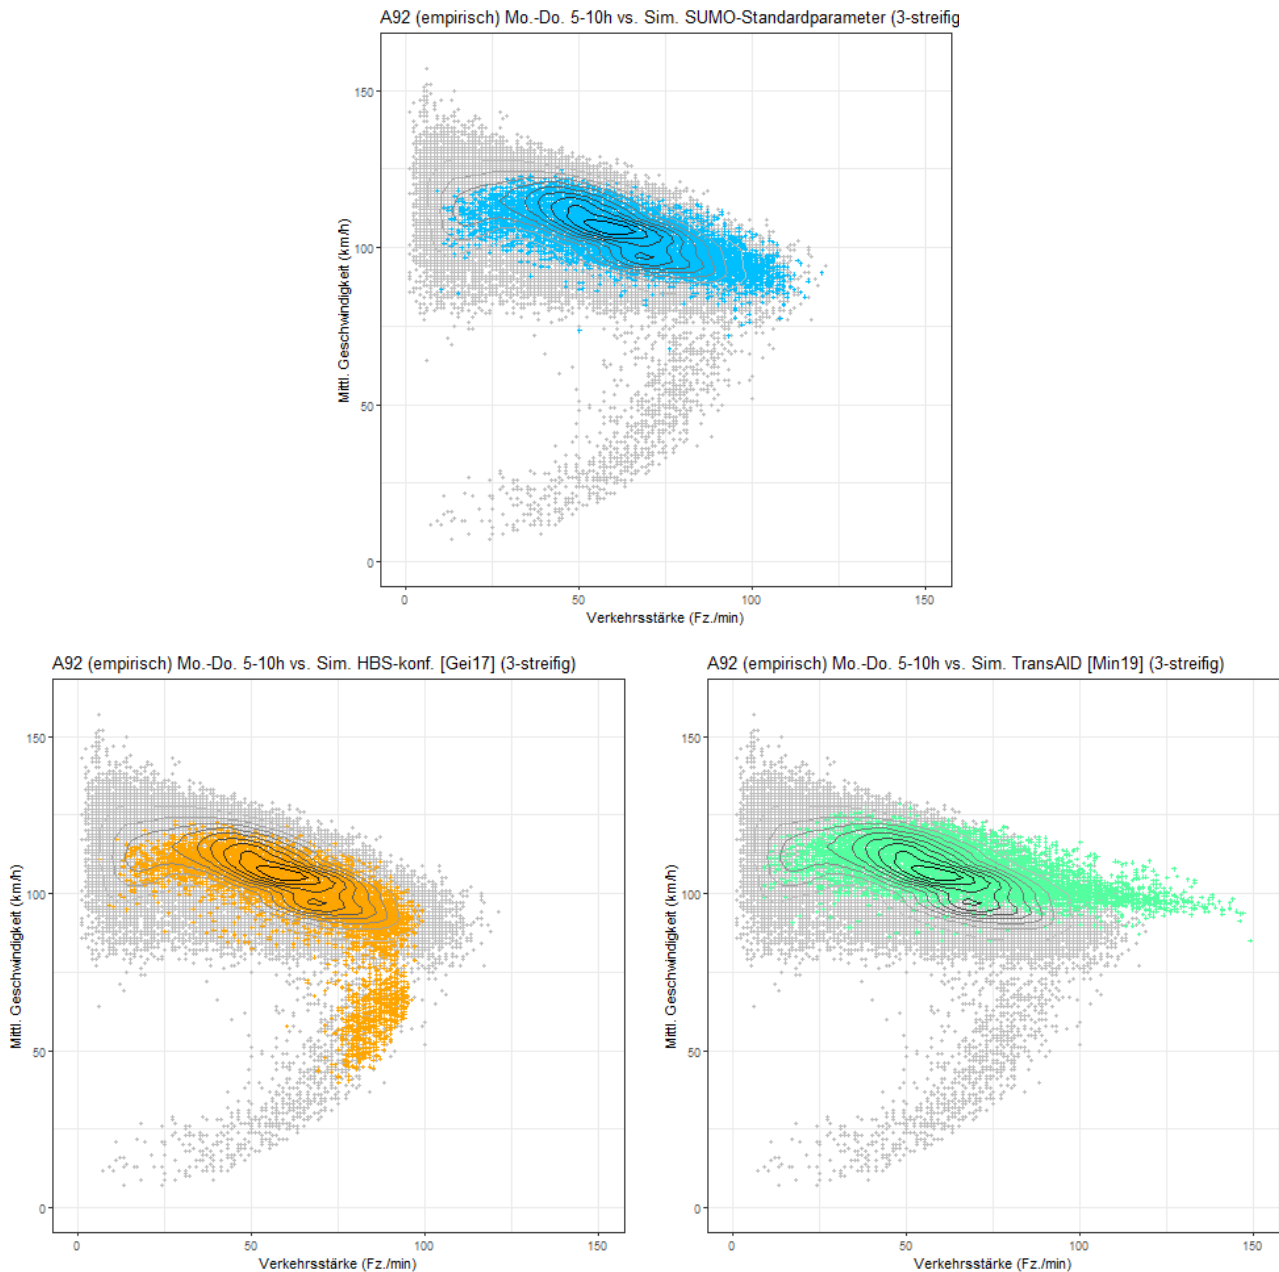 A92 (empirisch) Mo.-Do. 5-10h vs. Sim. SUMO-Standardparameter (3-streifig
Mittl. Geschwindigkeit (km/h)
150
100
50
0
0 50 100 150
Verkehrsstärke (Fz./min)
A92 (empirisch) Mo.-Do. 5-10h vs. Sim. HBS-konf. [Gei17] (3-streifig)
Mittl. Geschwindigkeit (km/h)
150
100
50
0
0 50 100 150
Verkehrsstärke (Fz./min)
A92 (empirisch) Mo.-Do. 5-10h vs. Sim. TransAID [Min19] (3-streifig)
Mittl. Geschwindigkeit (km/h)
150
100
50
0
0 50 100 150
Verkehrsstärke (Fz./min)